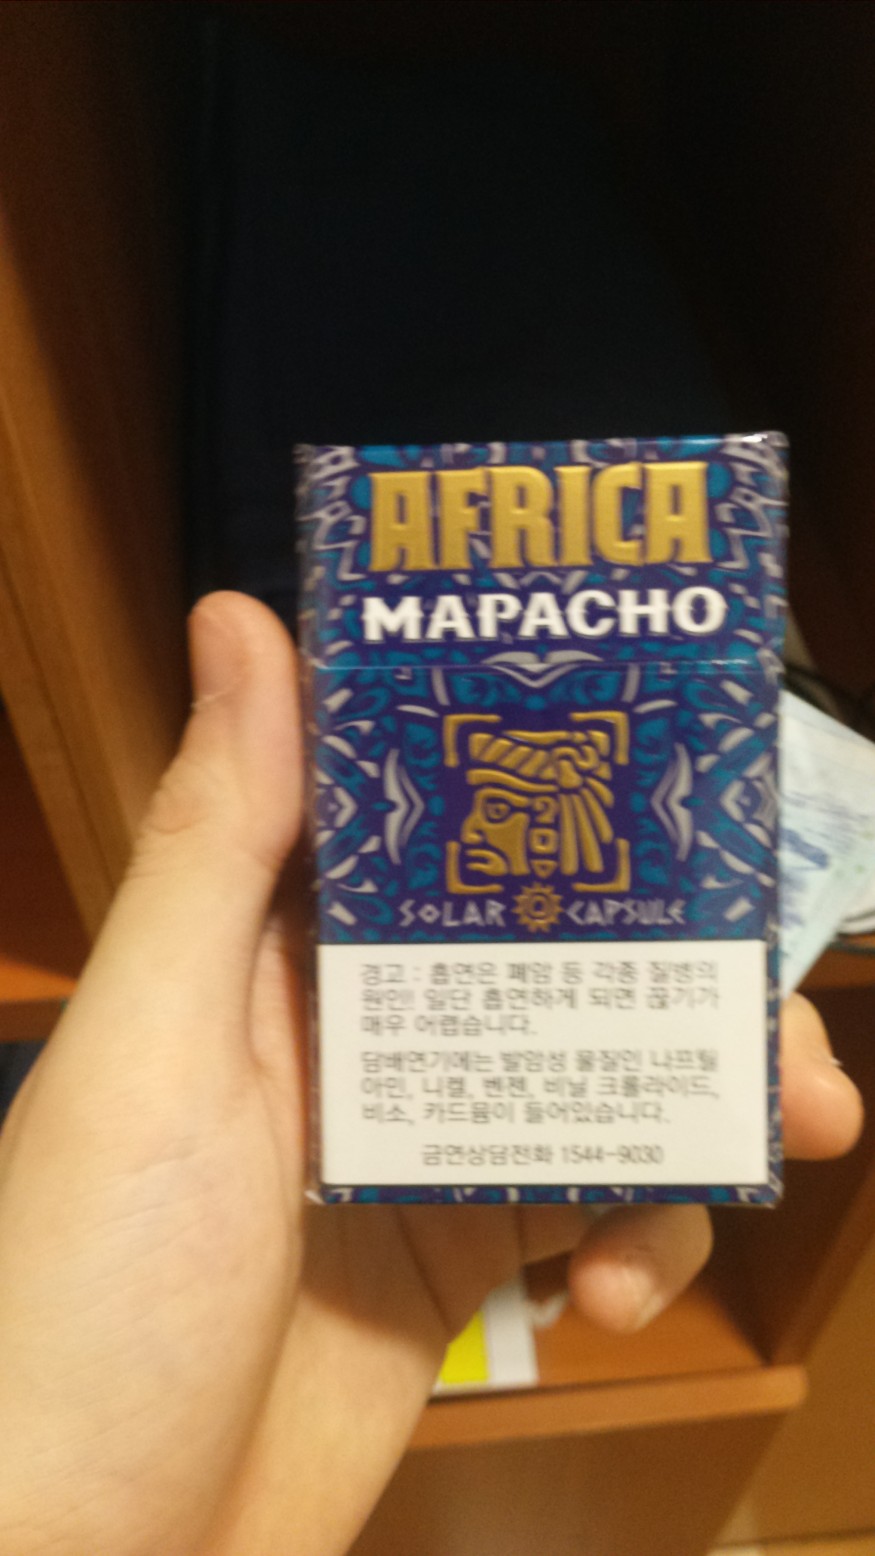 AFRICA
MAPACHO
SOLAR CAPSULE
경고 : 흡연은 폐암 등 각종 질병의
원인! 일단 흡연하게 되면 끊기가
매우 어렵습니다.
담배연기에는 발암성 물질인 나프틸
아민, 니켈, 벤젠, 비닐 크롤라이드,
비소, 카드뮴이 들어있습니다.
금연상담전화 1544-9030